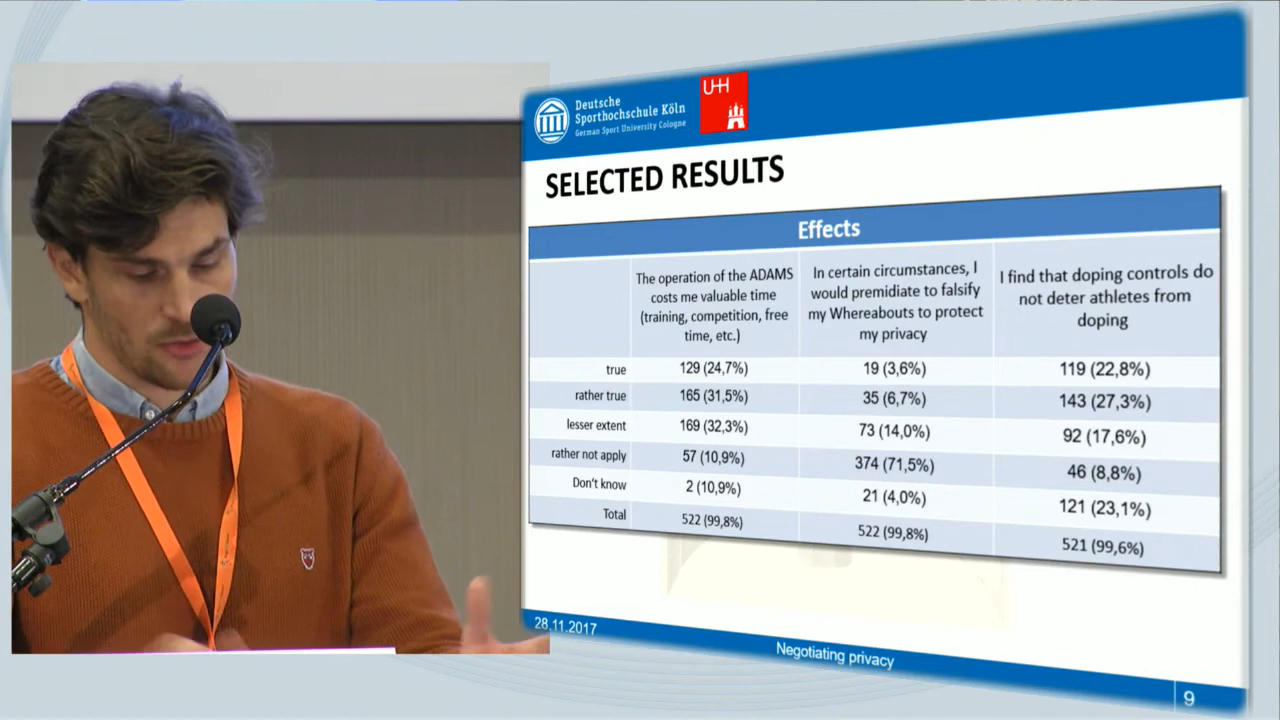 Deutsche
Sporthochschule Köln
German Sport University Cologne
UHH
SELECTED RESULTS
Effects
The operation of the ADAMS
costs me valuable time
(training, competition, free
time, etc.)
In certain circumstances, I
would premidiate to falsify
my Whereabouts to protect
my privacy
I find that doping controls do
not deter athletes from
doping
true 129 (24,7%) 19 (3,6%) 119 (22,8%)
rather true 165 (31,5%) 35 (6,7%) 143 (27,3%)
lesser extent 169 (32,3%) 73 (14,0%) 92 (17,6%)
rather not apply 57 (10,9%) 374 (71,5%) 46 (8,8%)
Don't know 2 (10,9%) 21 (4,0%) 121 (23,1%)
Total 522 (99,8%) 522 (99,8%) 521 (99,6%)
28.11.2017
Negotiating privacy
9